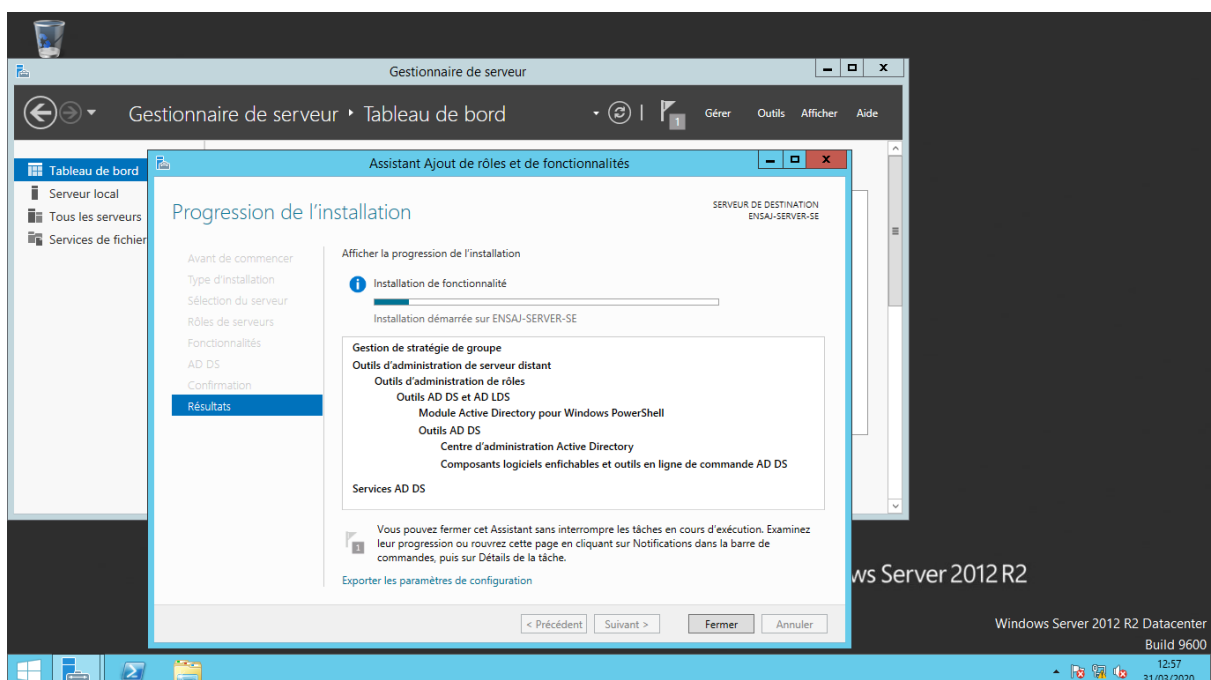 Gestionnaire de serveur
Gestionnaire de serveur ‣ Tableau de bord
1
Gérer Outils Afficher Aide
Tableau de bord
Serveur local
Tous les serveurs
Services de fichier
Assistant Ajout de rôles et de fonctionnalités
Progression de l'installation
SERVEUR DE DESTINATION
ENSAJ-SERVER-SE
Avant de commencer
Type d'installation
Sélection du serveur
Rôles de serveurs
Fonctionnalités
AD DS
Confirmation
Résultats
Afficher la progression de l'installation
Installation de fonctionnalité
Installation démarrée sur ENSAJ-SERVER-SE
Gestion de stratégie de groupe
Outils d'administration de serveur distant
Outils d'administration de rôles
Outils AD DS et AD LDS
Module Active Directory pour Windows PowerShell
Outils AD DS
Centre d'administration Active Directory
Composants logiciels enfichables et outils en ligne de commande AD DS
Services AD DS
1
Vous pouvez fermer cet Assistant sans interrompre les tâches en cours d'exécution. Examinez
leur progression ou rouvrez cette page en cliquant sur Notifications dans la barre de
commandes, puis sur Détails de la tâche.
Exporter les paramètres de configuration
< Précédent Suivant > Fermer Annuler
ws Server 2012 R2
Windows Server 2012 R2 Datacenter
Build 9600
12:57
31/03/2020